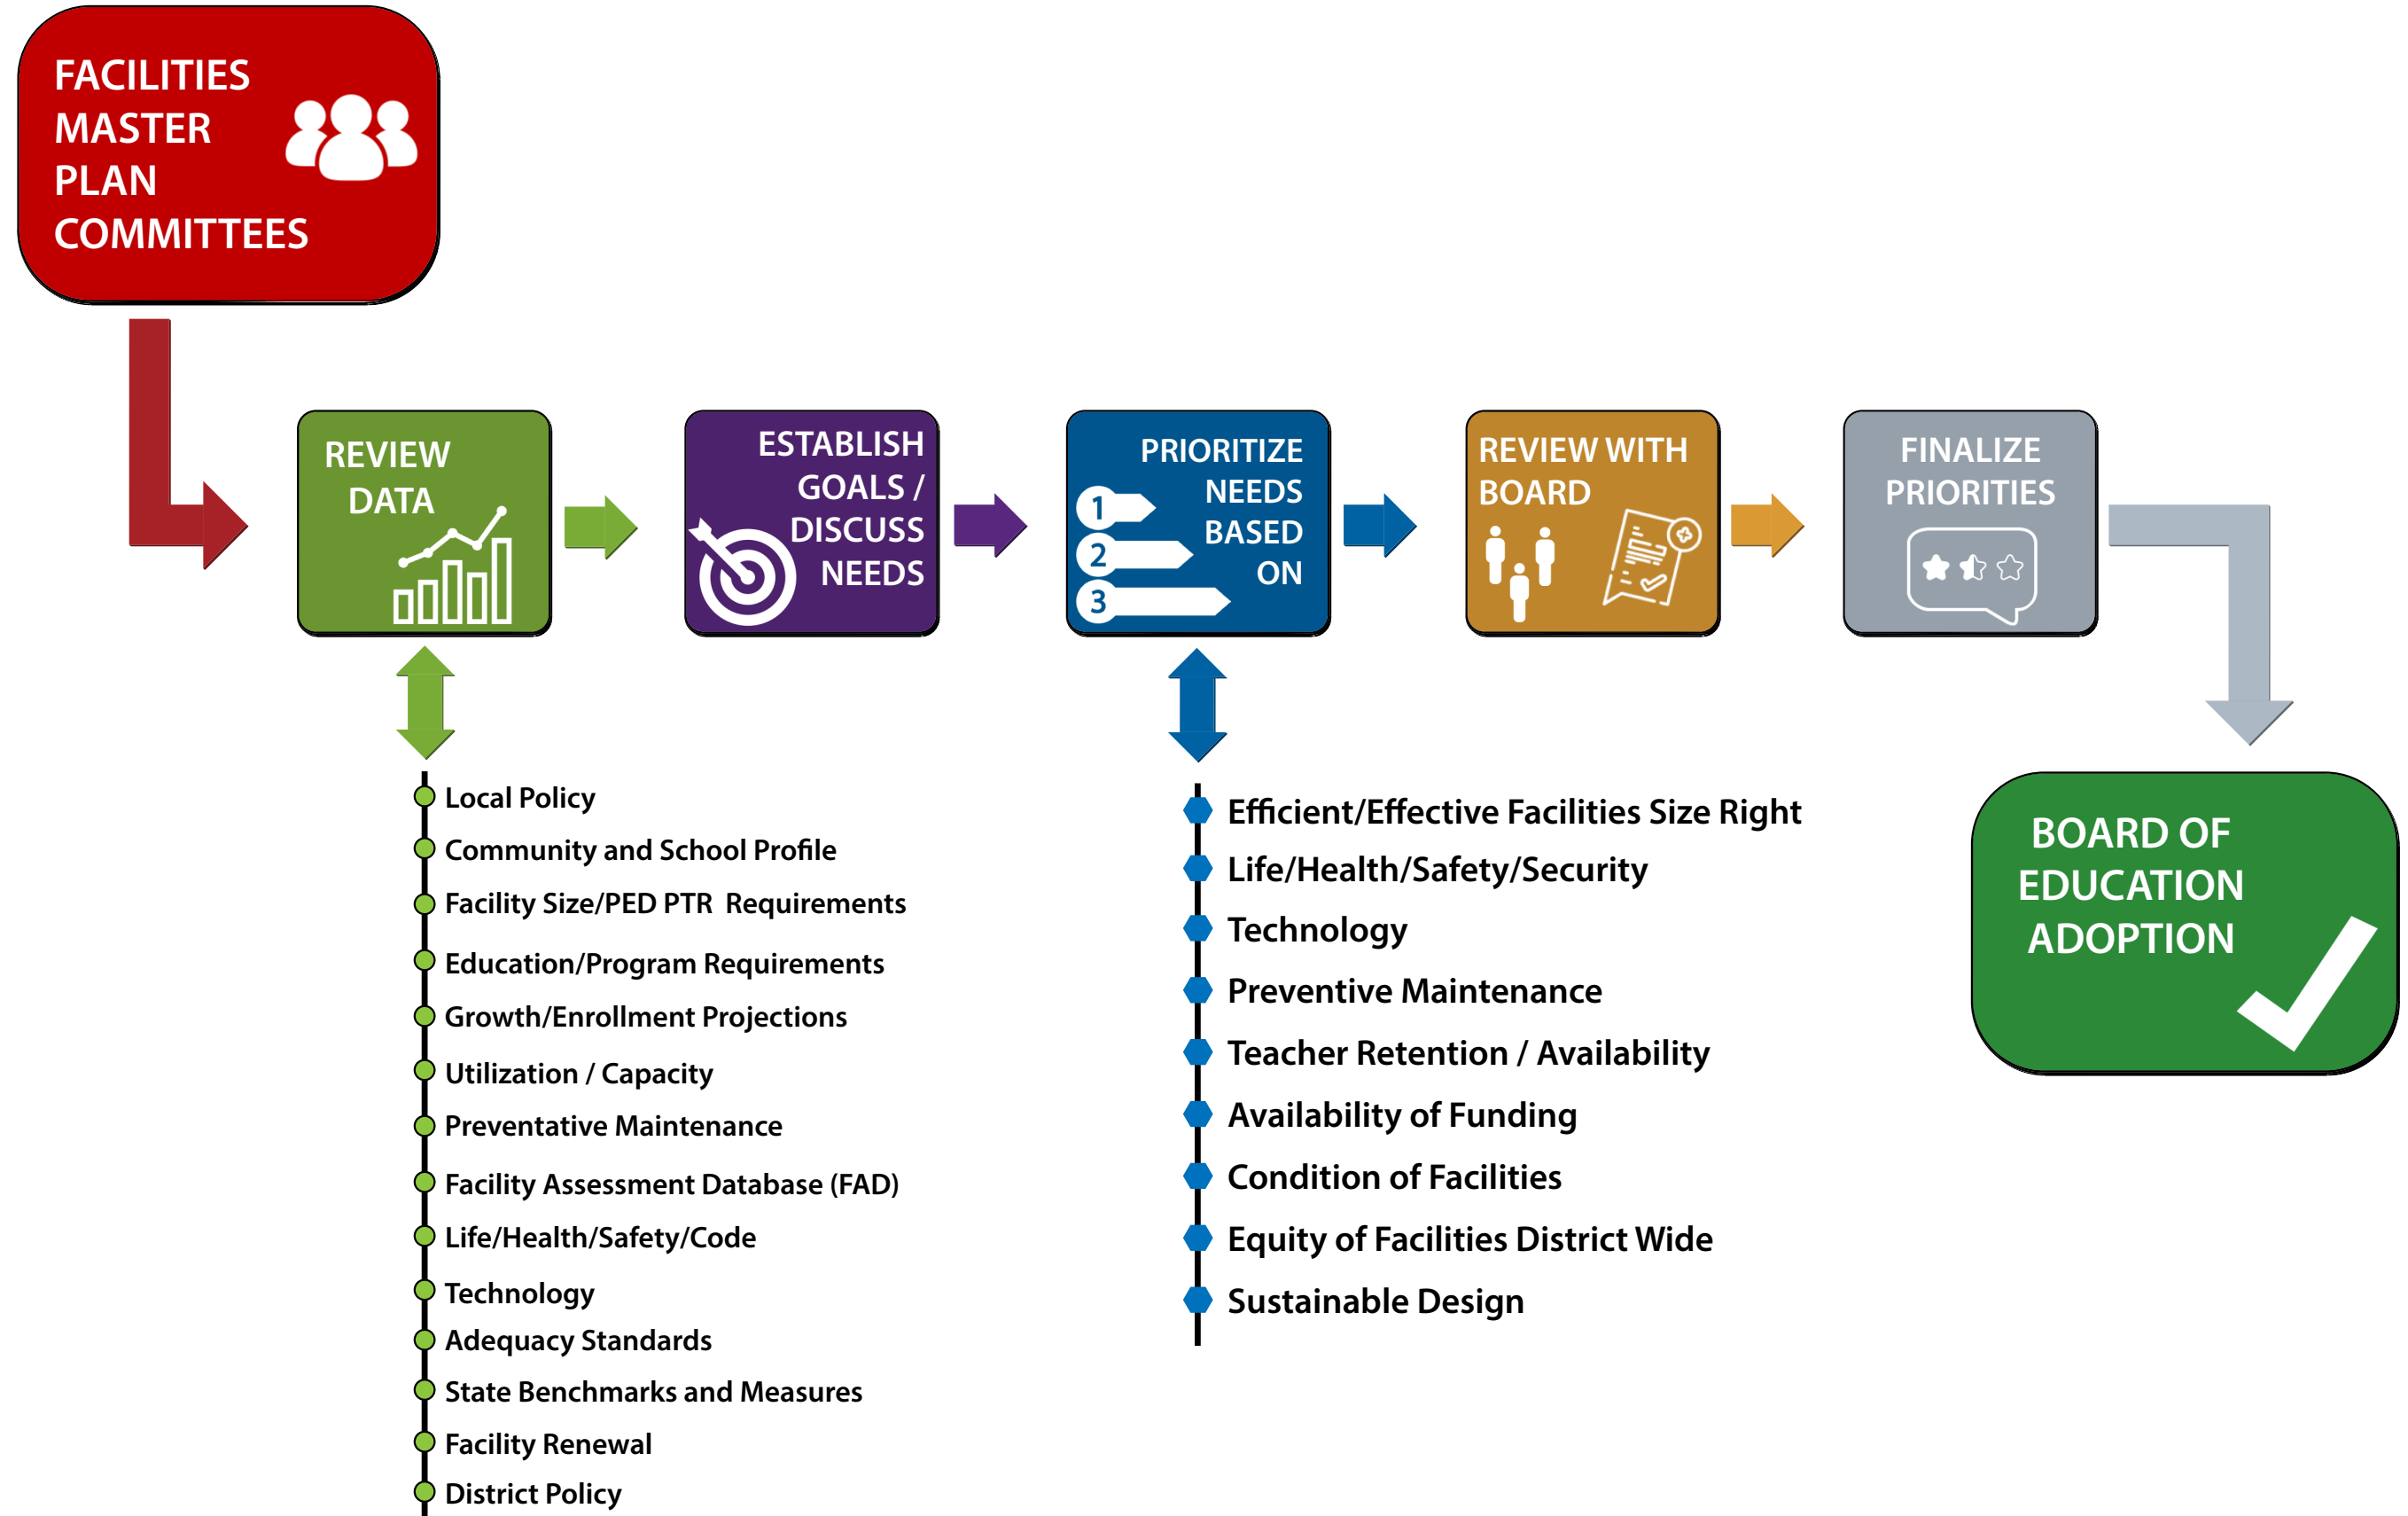 FACILITIES
MASTER
PLAN
COMMITTEES
REVIEW
DATA
ESTABLISH
GOALS /
DISCUSS
NEEDS
PRIORITIZE
NEEDS
BASED
ON
1
2
3
REVIEW WITH
BOARD
FINALIZE
PRIORITIES
Local Policy
Community and School Profile
Facility Size/PED PTR  Requirements
Education/Program Requirements
Growth/Enrollment Projections
Utilization / Capacity
Preventative Maintenance
Facility Assessment Database (FAD)
Life/Health/Safety/Code
Technology
Adequacy Standards
State Benchmarks and Measures
Facility Renewal
District Policy
Efficient/Effective Facilities Size Right
Life/Health/Safety/Security
Technology
Preventive Maintenance
Teacher Retention / Availability
Availability of Funding
Condition of Facilities
Equity of Facilities District Wide
Sustainable Design
BOARD OF
EDUCATION
ADOPTION